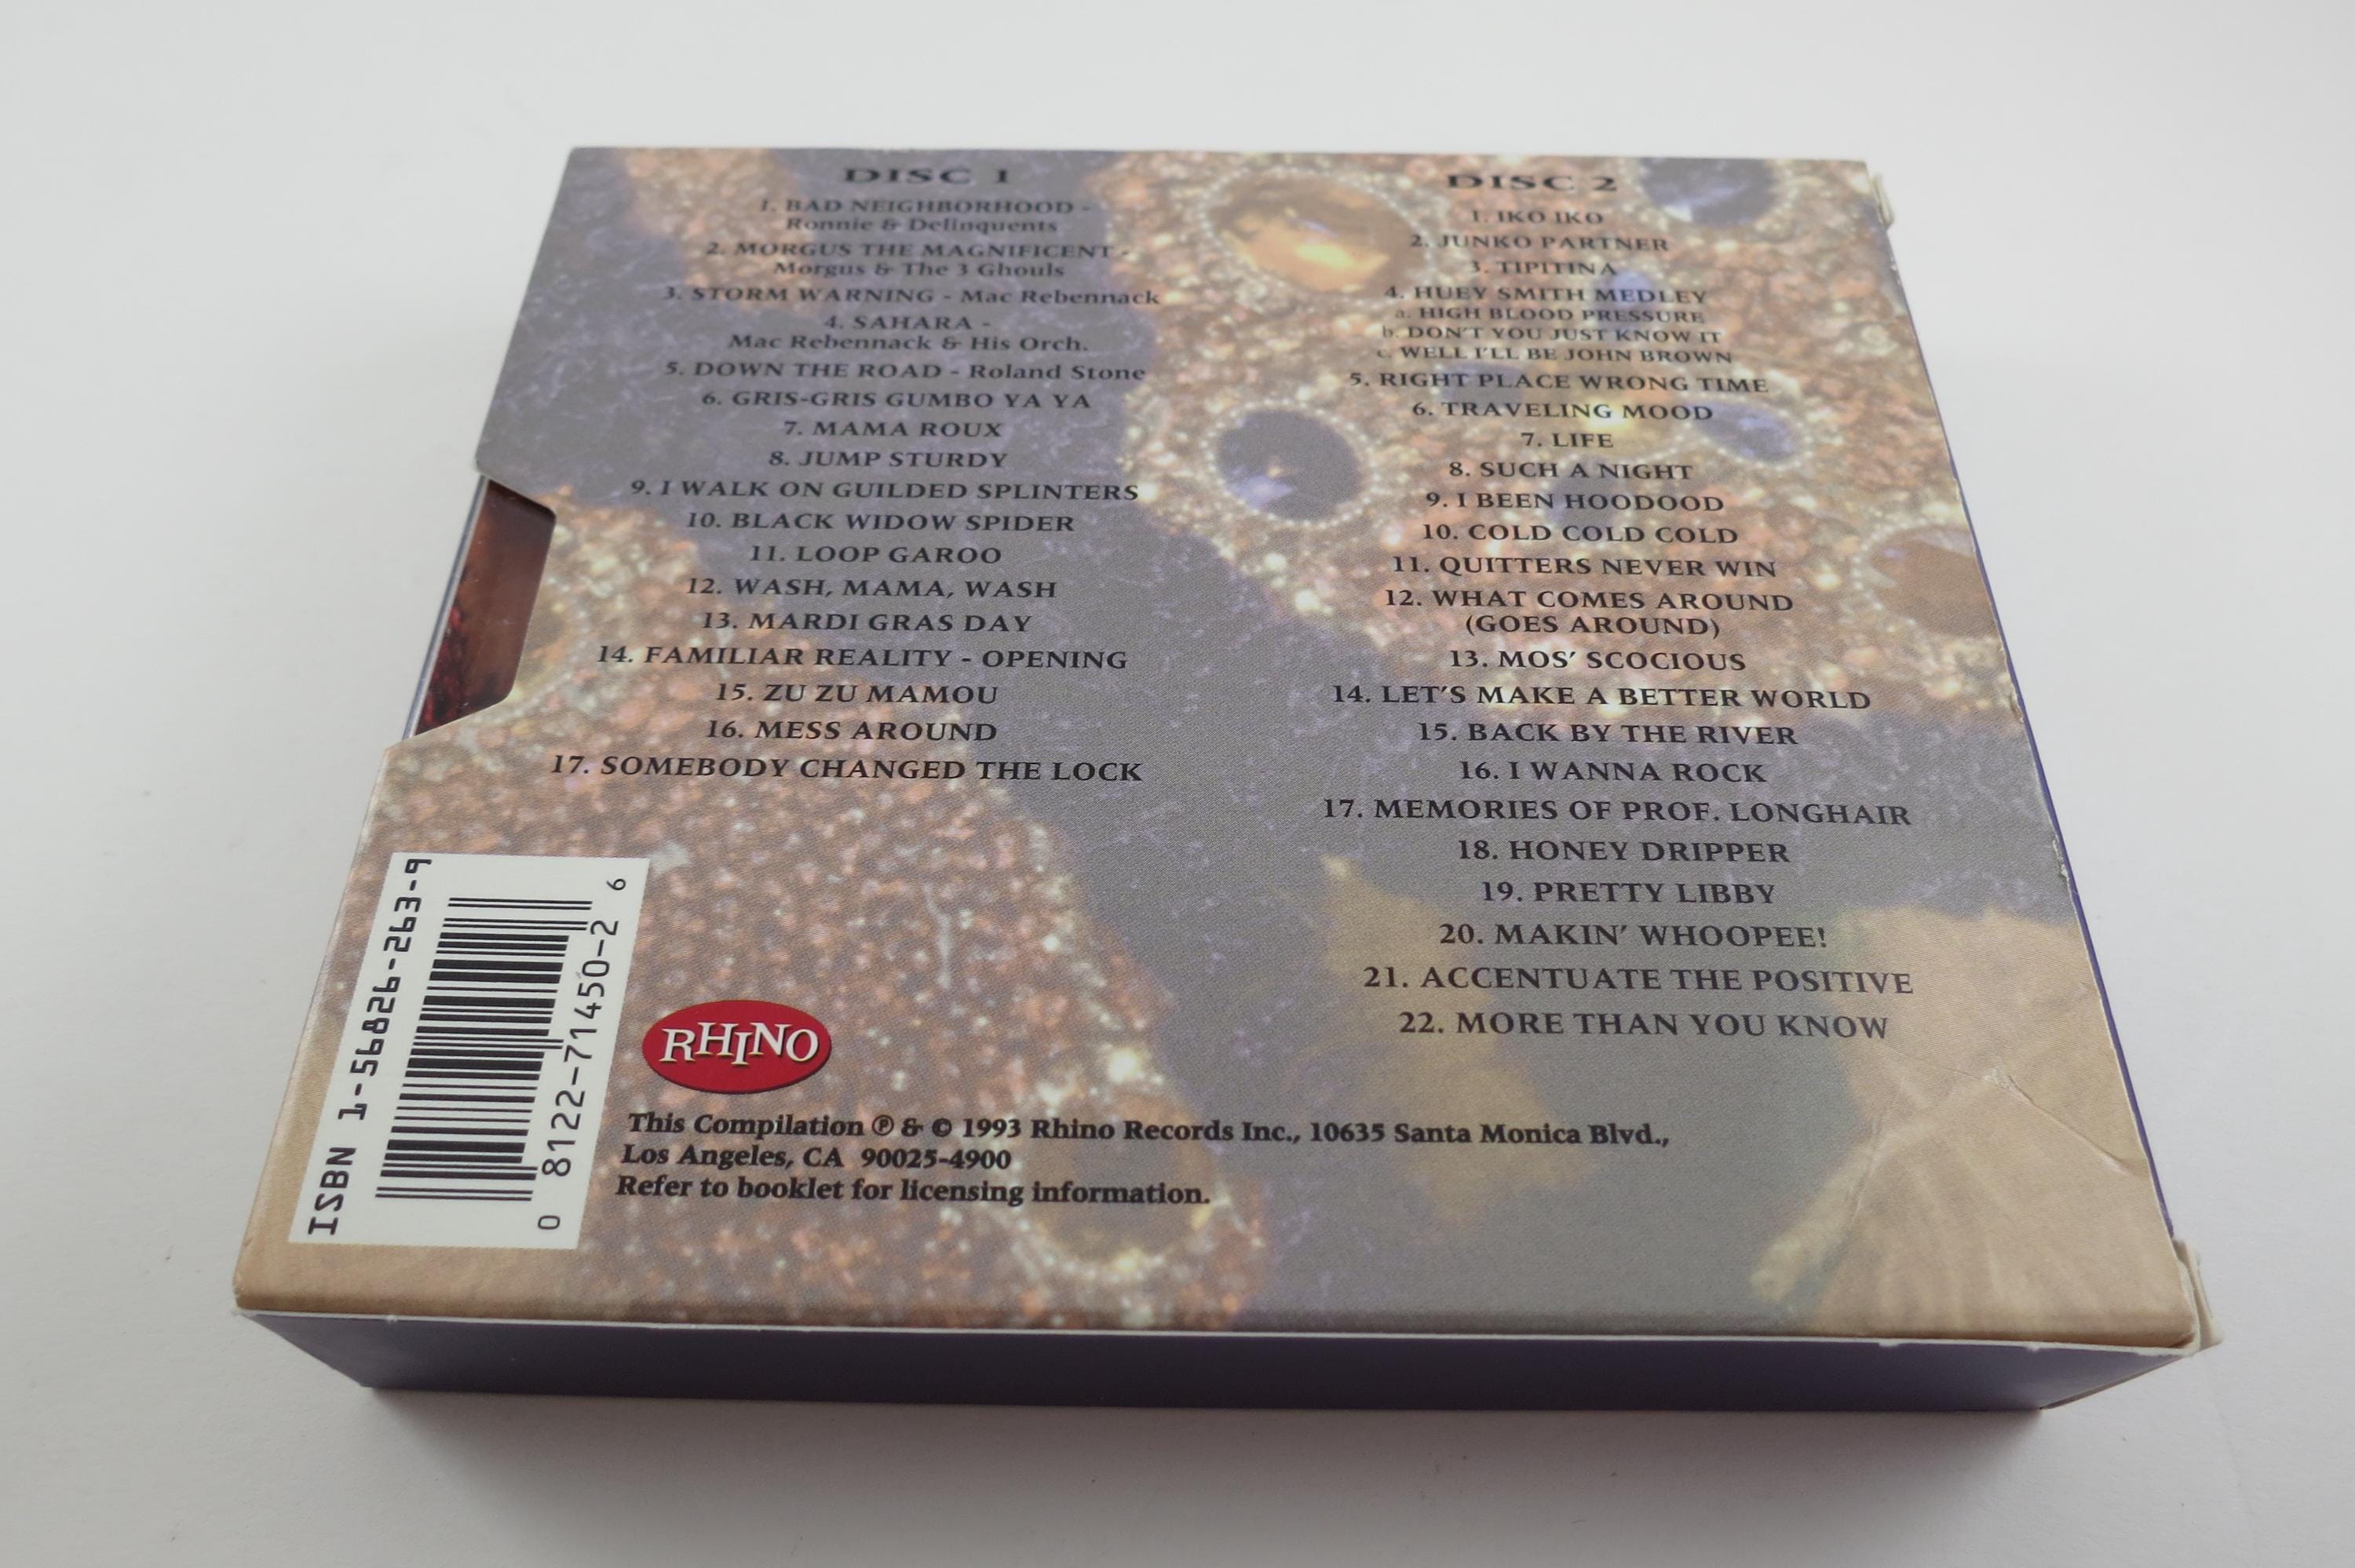 DISC 1
1. BAD NEIGHBORHOOD -
Ronnie & Delinquents
2. MORGUS THE MAGNIFICENT -
Morgus & The 3 Ghouls
3. STORM WARNING - Mac Rebennack
4. SAHARA -
Mac Rebennack & His Orch.
5. DOWN THE ROAD - Roland Stone
6. GRIS-GRIS GUMBO YA YA
7. MAMA ROUX
8. JUMP STURDY
9. I WALK ON GUILDED SPLINTERS
10. BLACK WIDOW SPIDER
11. LOOP GAROO
12. WASH, MAMA, WASH
13. MARDI GRAS DAY
14. FAMILIAR REALITY - OPENING
15. ZU ZU MAMOU
16. MESS AROUND
17. SOMEBODY CHANGED THE LOCK
DISC 2
1. IKO IKO
2. JUNKO PARTNER
3. TIPITINA
4. HUEY SMITH MEDLEY
a. HIGH BLOOD PRESSURE
b. DON'T YOU JUST KNOW IT
c. WELL I'LL BE JOHN BROWN
5. RIGHT PLACE WRONG TIME
6. TRAVELING MOOD
7. LIFE
8. SUCH A NIGHT
9. I BEEN HOODOOD
10. COLD COLD COLD
11. QUITTERS NEVER WIN
12. WHAT COMES AROUND
(GOES AROUND)
13. MOS' SCOCIOUS
14. LET'S MAKE A BETTER WORLD
15. BACK BY THE RIVER
16. I WANNA ROCK
17. MEMORIES OF PROF. LONGHAIR
18. HONEY DRIPPER
19. PRETTY LIBBY
20. MAKIN' WHOOPEE!
21. ACCENTUATE THE POSITIVE
22. MORE THAN YOU KNOW
ISBN 1-56826-263-9
0 8122-71450-2 6
RHINO
This Compilation ℗ & © 1993 Rhino Records Inc., 10635 Santa Monica Blvd.,
Los Angeles, CA 90025-4900
Refer to booklet for licensing information.